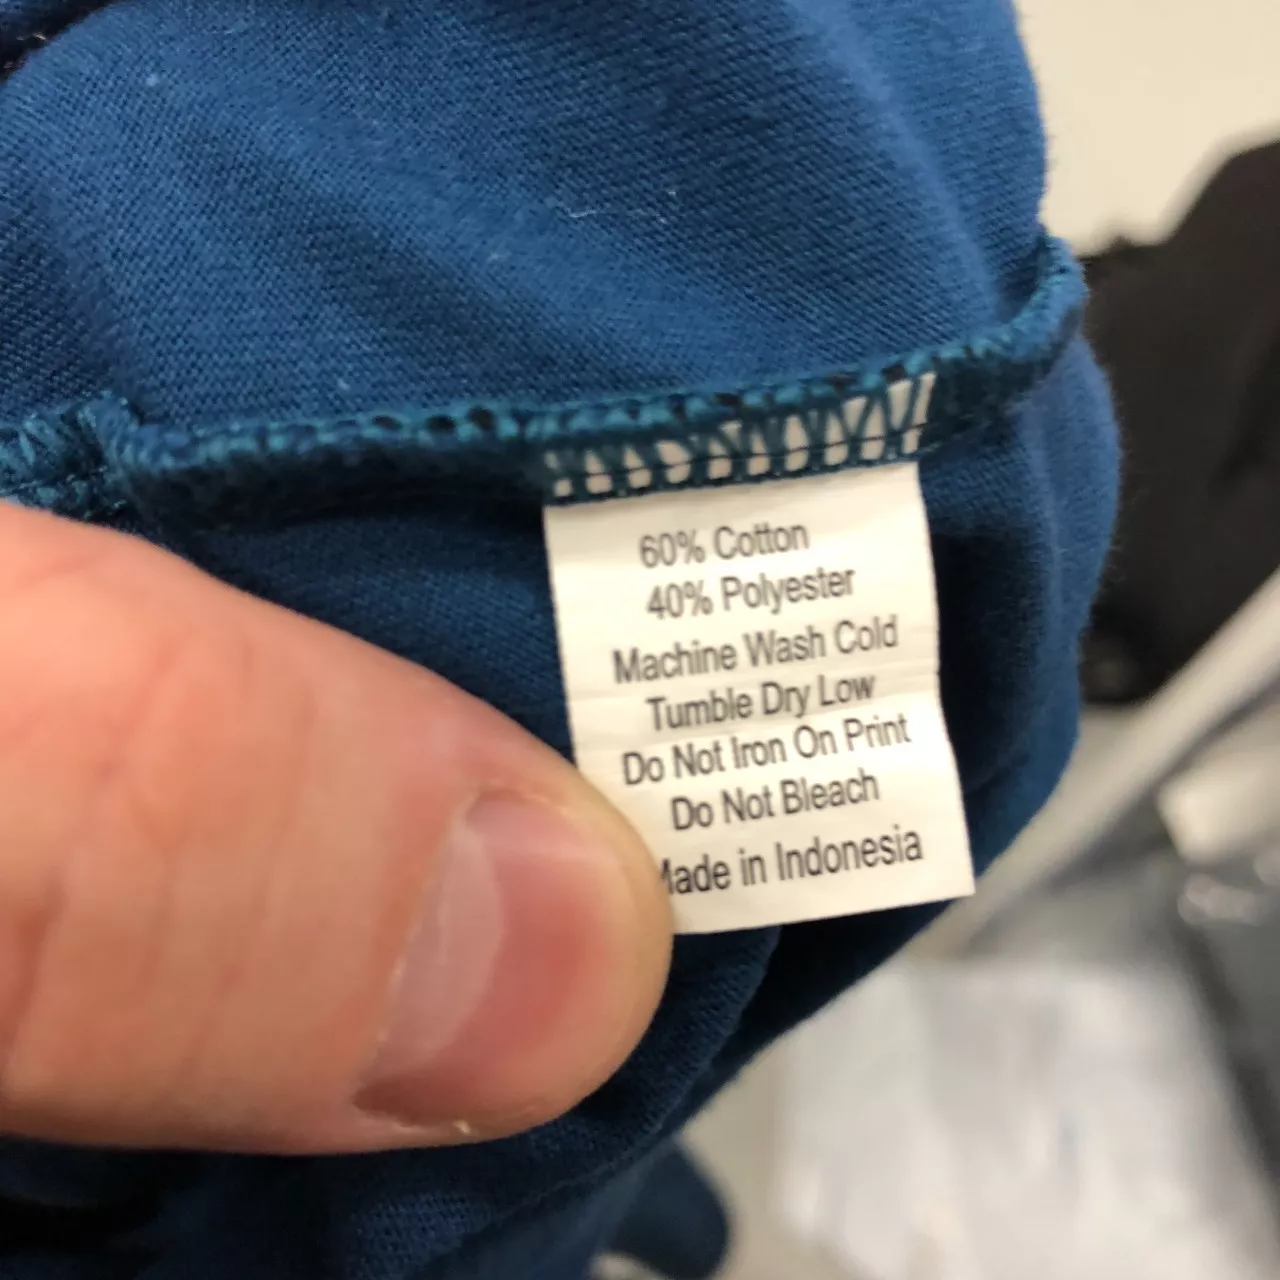 60% Cotton
40% Polyester
Machine Wash Cold
Tumble Dry Low
Do Not Iron On Print
Do Not Bleach
Made in Indonesia